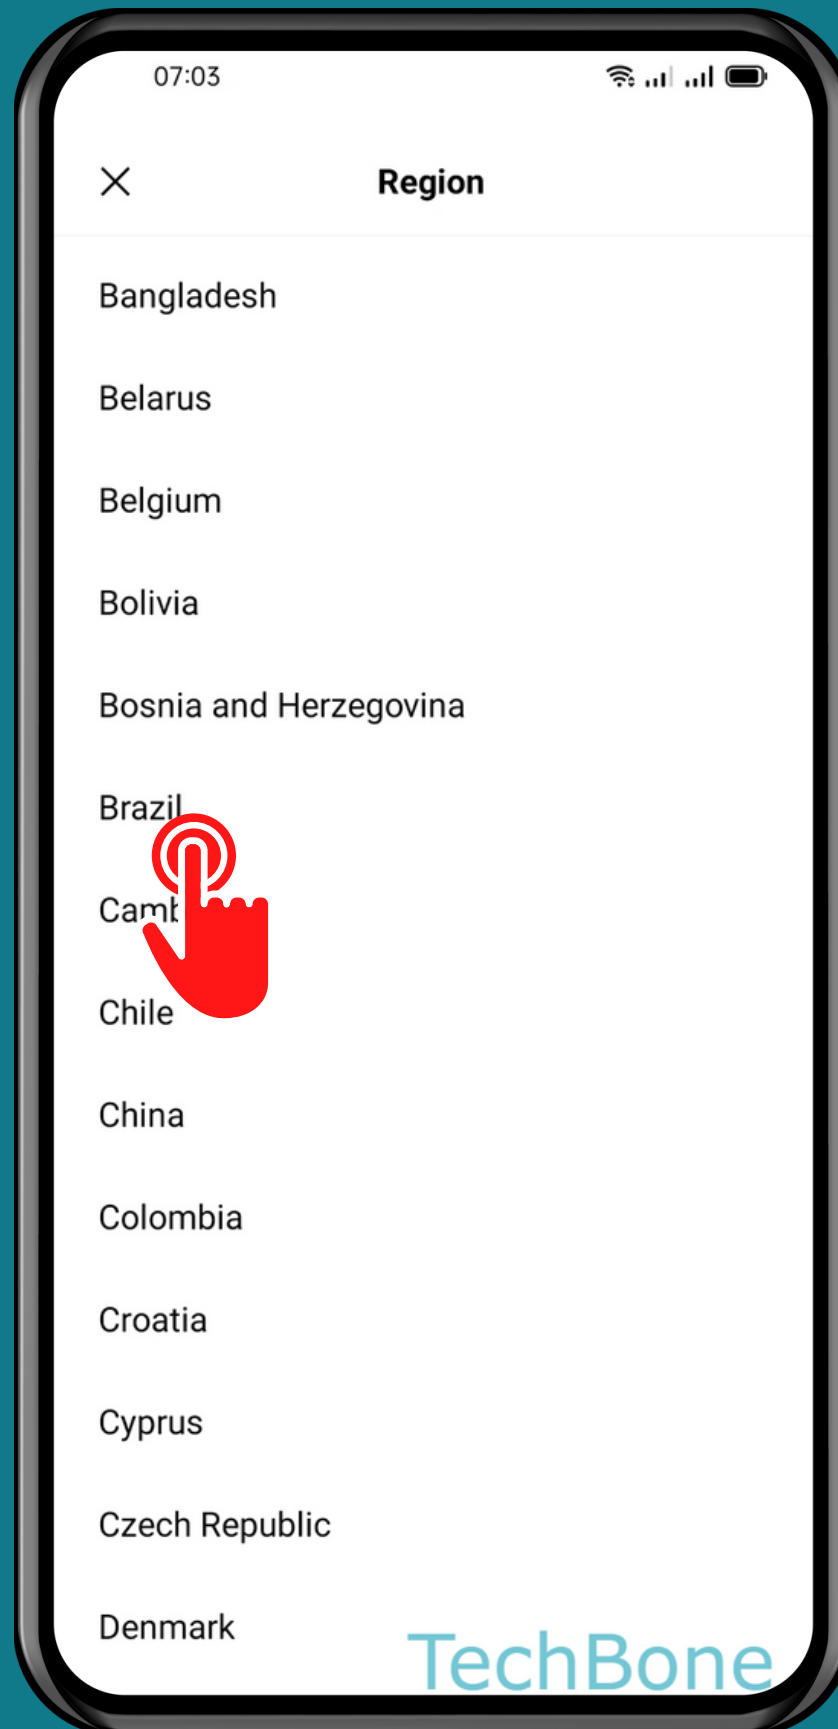 07:03
Region
Bangladesh
Belarus
Belgium
Bolivia
Bosnia and Herzegovina
Brazil
Chile
China
Colombia
Croatia
Cyprus
Czech Republic
Denmark
TechBone